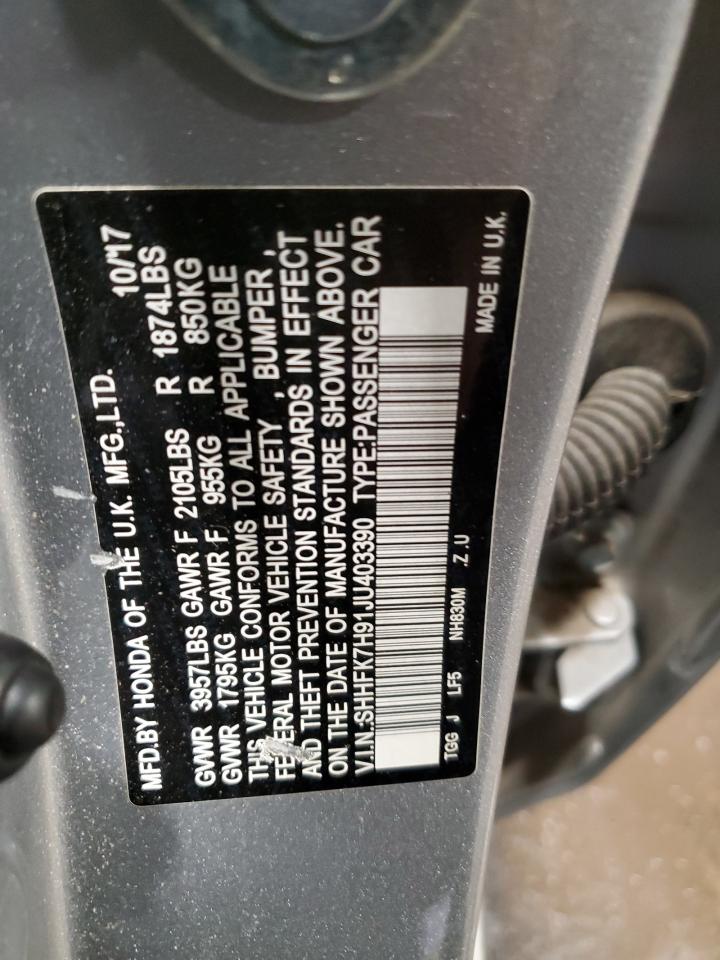 MFD.BY HONDA OF THE U.K. MFG.,LTD. 10/'17
GVWR 3957LBS GAWR F 2105LBS R 1874LBS
GVWR 1795KG GAWR F 955KG R 850KG
THIS VEHICLE CONFORMS TO ALL APPLICABLE
FEDERAL MOTOR VEHICLE SAFETY , BUMPER ,
AND THEFT PREVENTION STANDARDS IN EFFECT
ON THE DATE OF MANUFACTURE SHOWN ABOVE.
V.I.N.:SHHFK7H91JU403390 TYPE:PASSENGER CAR
TGG J LF5 NH830M .Z.U MADE IN U.K.